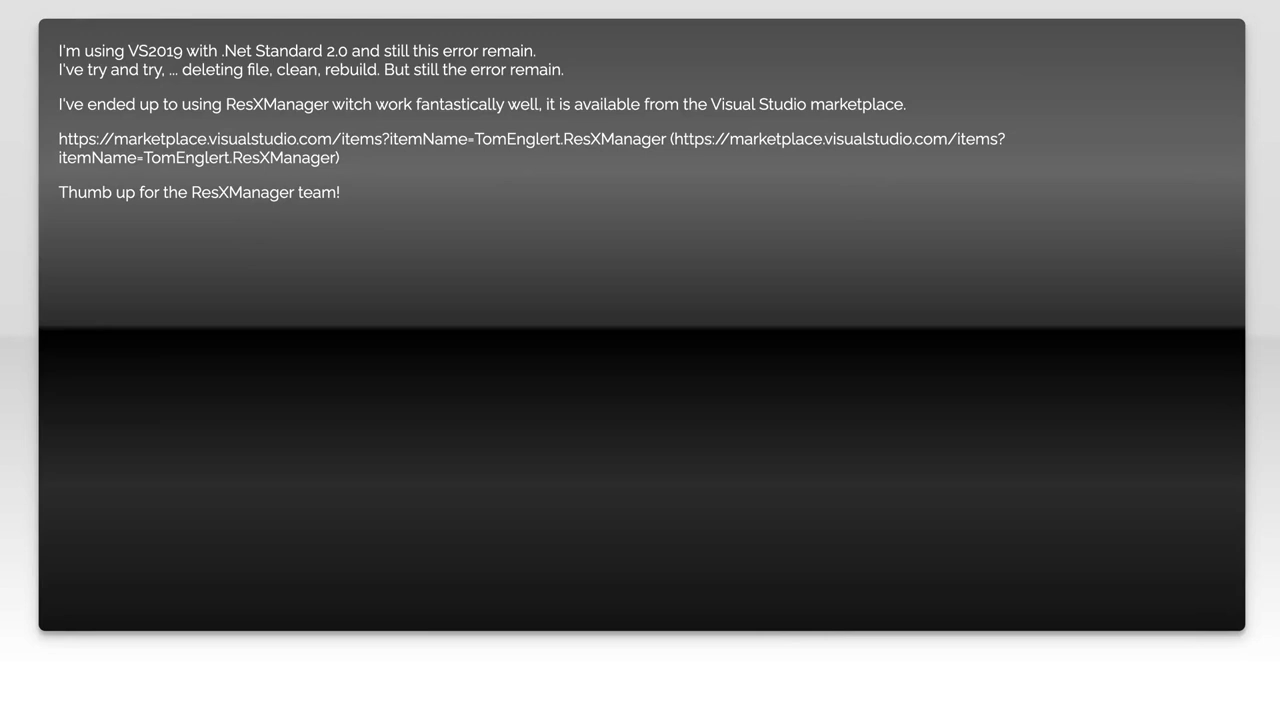 I'm using VS2019 with .Net Standard 2.0 and still this error remain.
I've try and try, ... deleting file, clean, rebuild. But still the error remain.
I've ended up to using ResXManager witch work fantastically well, it is available from the Visual Studio marketplace.
https://marketplace.visualstudio.com/items?itemName=TomEnglert.ResXManager (https://marketplace.visualstudio.com/items?
itemName=TomEnglert.ResXManager)
Thumb up for the ResXManager team!